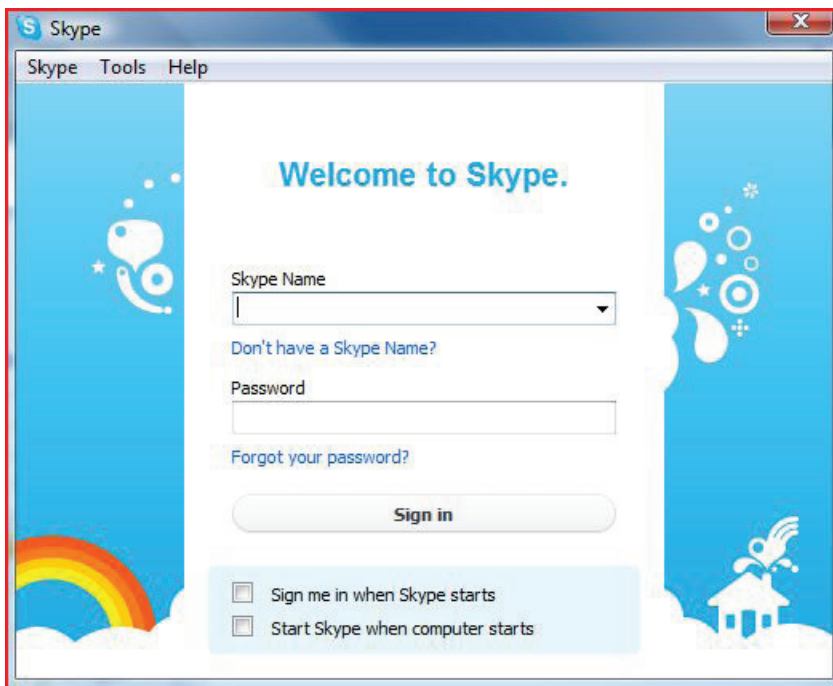 Skype
Skype Tools Help
Welcome to Skype.
Skype Name
Don't have a Skype Name?
Password
Forgot your password?
Sign in
Sign me in when Skype starts
Start Skype when computer starts